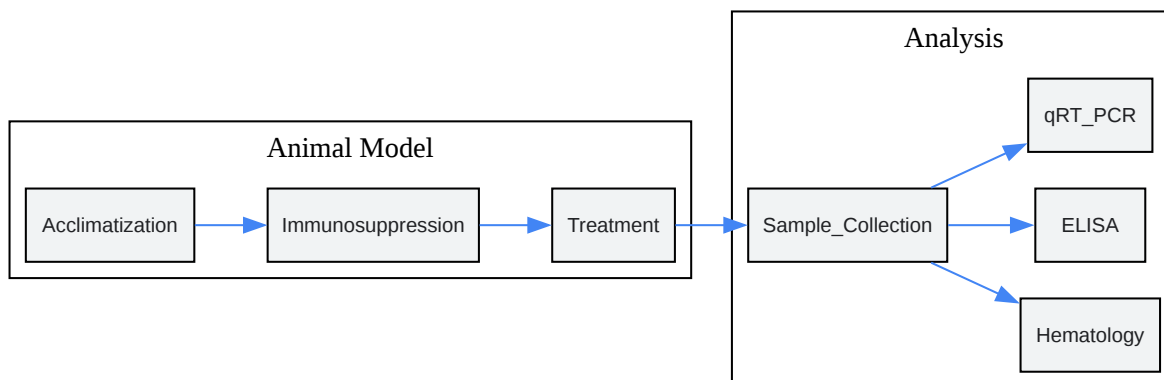 Animal Model
Acclimatization
Immunosuppression
Treatment
Analysis
Sample_Collection
qRT_PCR
ELISA
Hematology